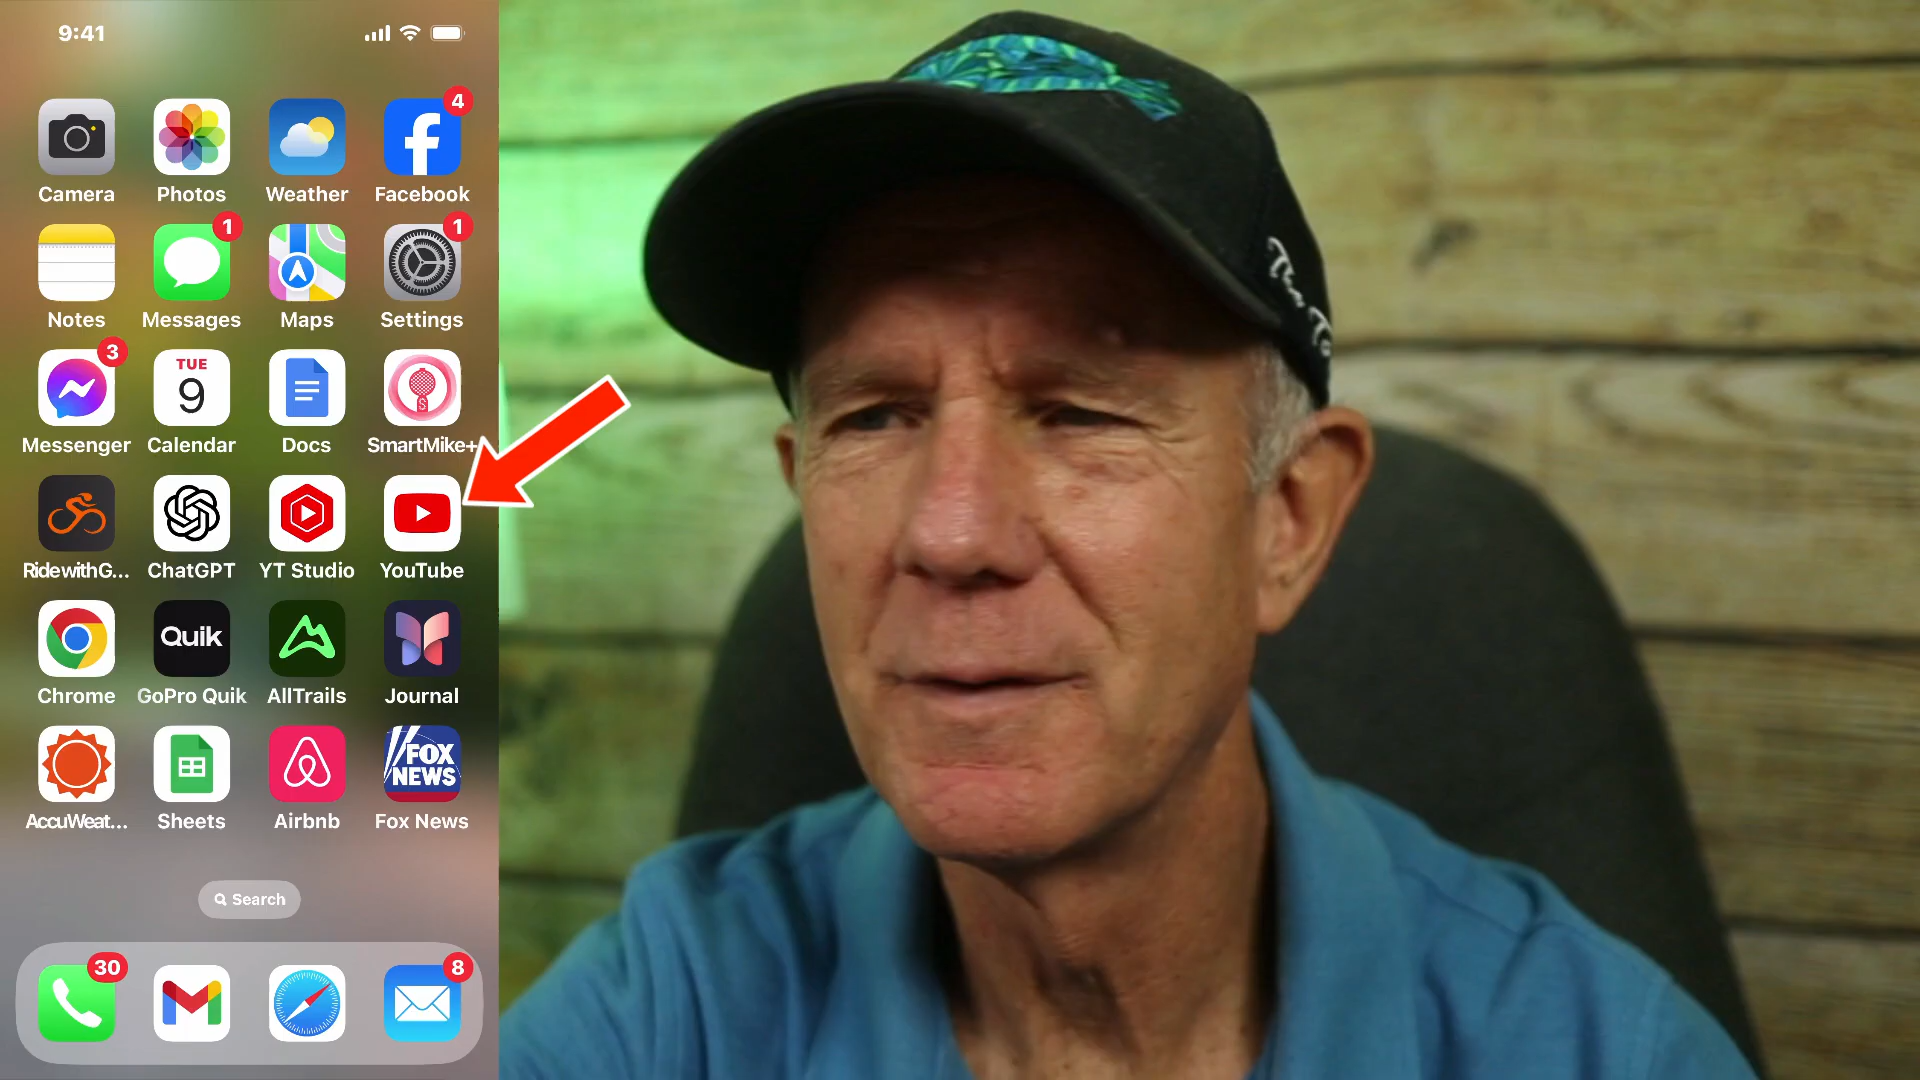 9:41
4
Camera Photos Weather Facebook
1 1
Notes Messages Maps Settings
3
TUE
9
Messenger Calendar Docs SmartMike+
RidewithG... ChatGPT YT Studio YouTube
Quik
Chrome GoPro Quik AllTrails Journal
FOX
NEWS
AccuWeat... Sheets Airbnb Fox News
Search
30 8